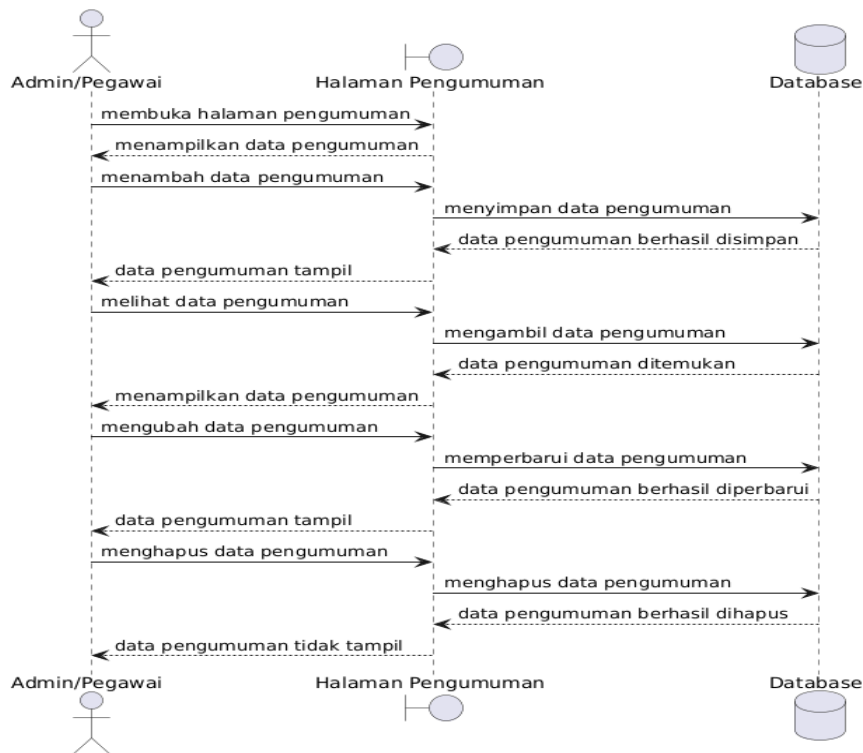 Admin/Pegawai Halaman Pengumuman Database
membuka halaman pengumuman
menampilkan data pengumuman
menambah data pengumuman
menyimpan data pengumuman
data pengumuman berhasil disimpan
data pengumuman tampil
melihat data pengumuman
mengambil data pengumuman
data pengumuman ditemukan
menampilkan data pengumuman
mengubah data pengumuman
memperbarui data pengumuman
data pengumuman berhasil diperbarui
data pengumuman tampil
menghapus data pengumuman
menghapus data pengumuman
data pengumuman berhasil dihapus
data pengumuman tidak tampil
Admin/Pegawai Halaman Pengumuman Database